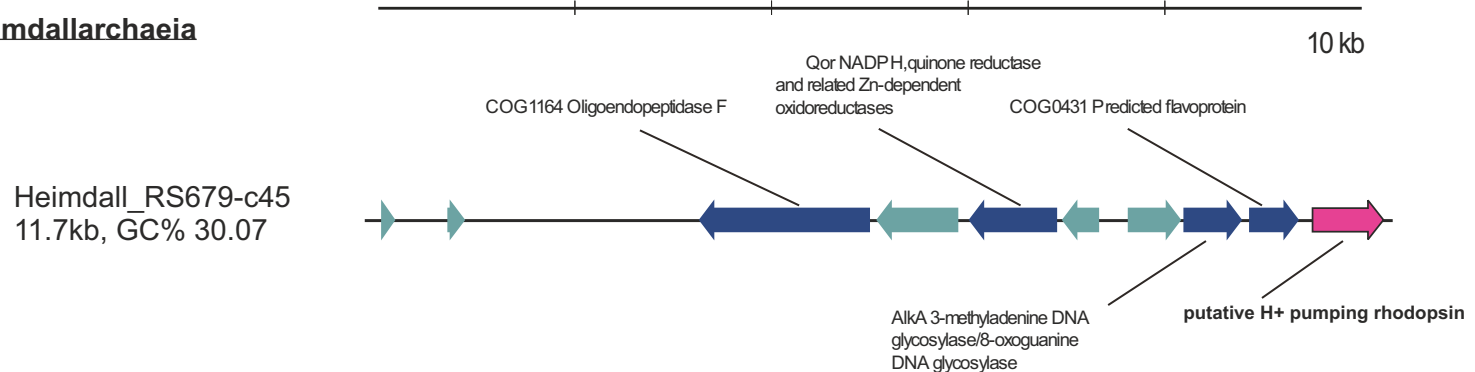 mdallarchaeia
10 kb
Qor NADPH,quinone reductase
and related Zn-dependent
oxidoreductases
COG1164 Oligoendopeptidase F
COG0431 Predicted flavoprotein
Heimdall_RS679-c45
11.7kb, GC% 30.07
AlkA 3-methyladenine DNA
glycosylase/8-oxoguanine
DNA glycosylase
putative H+ pumping rhodopsin